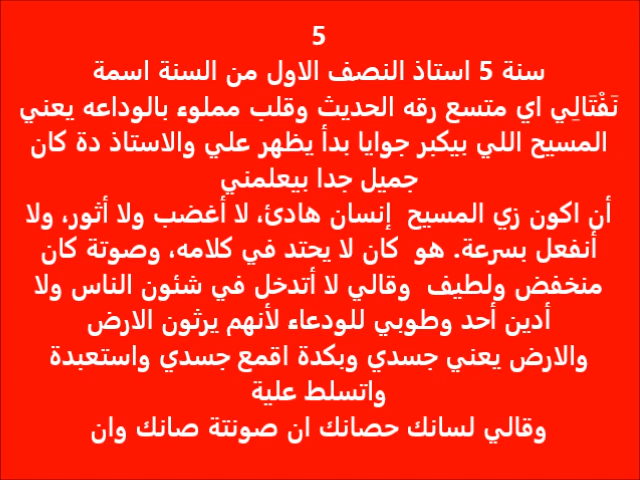 5
سنة 5 استاذ النصف الاول من السنة اسمة
نَفْتَالِي اي متسع رقه الحديث وقلب مملوء بالوداعه يعني
المسيح اللي بيكبر جوايا بدأ يظهر علي والاستاذ دة كان
جميل جدا بيعلمني
أن اكون زي المسيح إنسان هادئ، لا أغضب ولا أثور، ولا
أنفعل بسرعة. هو كان لا يحتد في كلامه، وصوتة كان
منخفض ولطيف وقالي لا أتدخل في شئون الناس ولا
أدين أحد وطوبي للودعاء لأنهم يرثون الارض
والارض يعني جسدي وبكدة اقمع جسدي واستعبدة
واتسلط علية
وقالي لسانك حصانك ان صونتة صانك وان